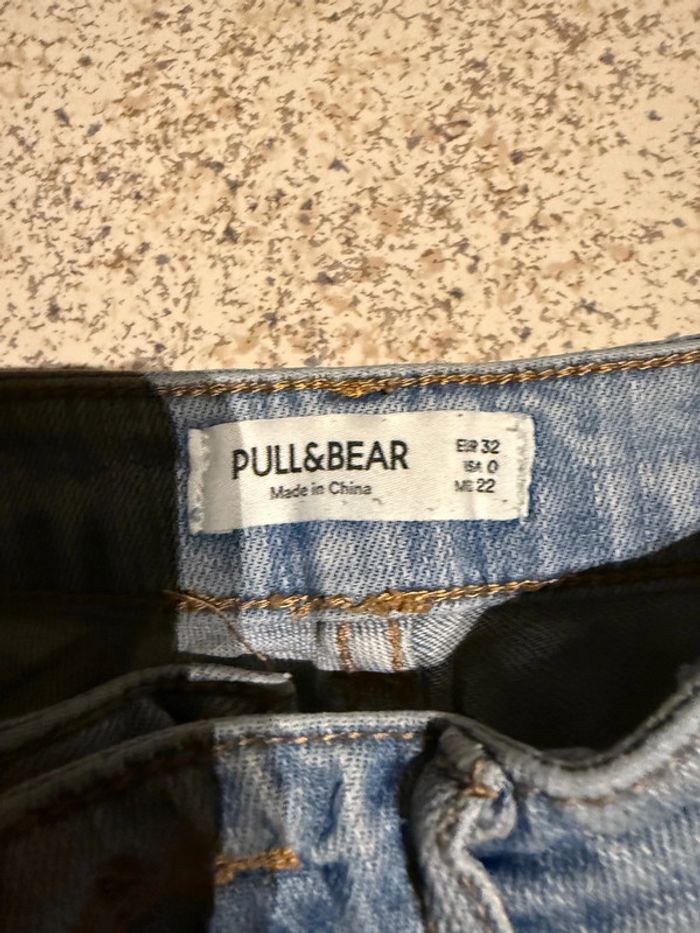 PULL&BEAR
Made in China
EUR 32
USA 0
MEX 22